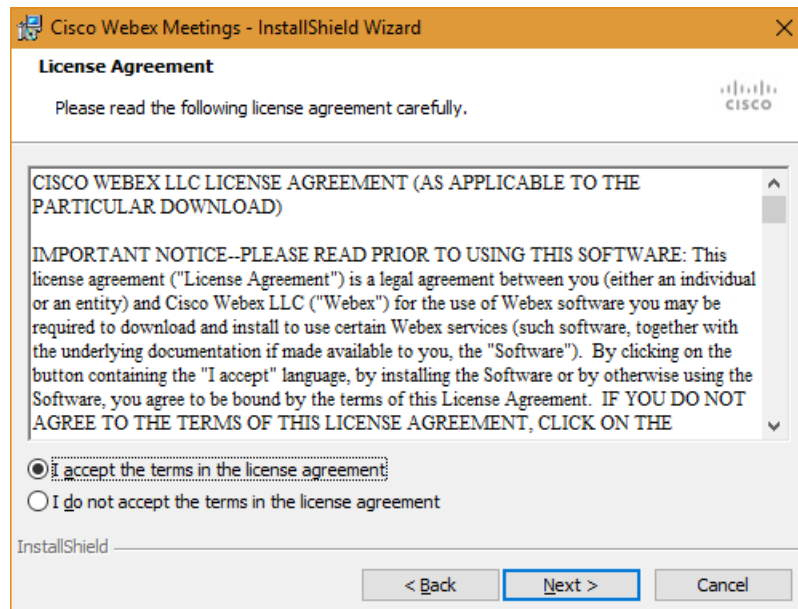 Cisco Webex Meetings - InstallShield Wizard
License Agreement
Please read the following license agreement carefully.
CISCO
CISCO WEBEX LLC LICENSE AGREEMENT (AS APPLICABLE TO THE
PARTICULAR DOWNLOAD)
IMPORTANT NOTICE--PLEASE READ PRIOR TO USING THIS SOFTWARE: This
license agreement ("License Agreement") is a legal agreement between you (either an individual
or an entity) and Cisco Webex LLC ("Webex") for the use of Webex software you may be
required to download and install to use certain Webex services (such software, together with
the underlying documentation if made available to you, the "Software").  By clicking on the
button containing the "I accept" language, by installing the Software or by otherwise using the
Software, you agree to be bound by the terms of this License Agreement.  IF YOU DO NOT
AGREE TO THE TERMS OF THIS LICENSE AGREEMENT, CLICK ON THE
I accept the terms in the license agreement
I do not accept the terms in the license agreement
InstallShield
< Back Next > Cancel